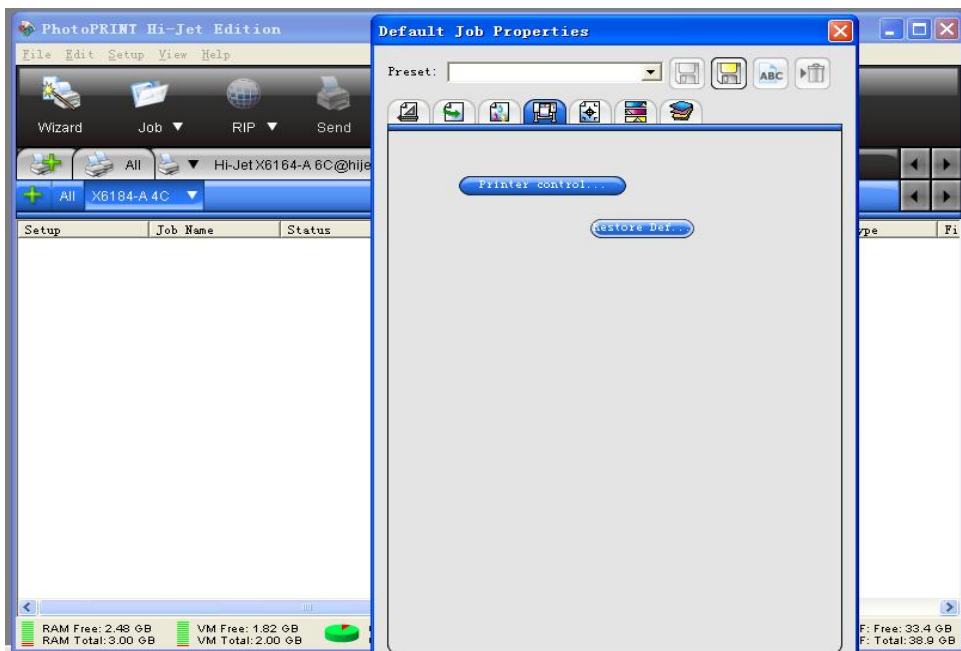 PhotoPRINT Hi-Jet Edition
File Edit Setup View Help
Wizard Job RIP Send
All Hi-Jet X6164-A 6C@hije
All X6184-A 4C
Setup Job Name Status ype Fi
RAM Free: 2.48 GB VM Free: 1.82 GB F: Free: 33.4 GB
RAM Total: 3.00 GB VM Total: 2.00 GB F: Total: 38.9 GB
Default Job Properties
Preset:
ABC
Printer control...
Restore Def...